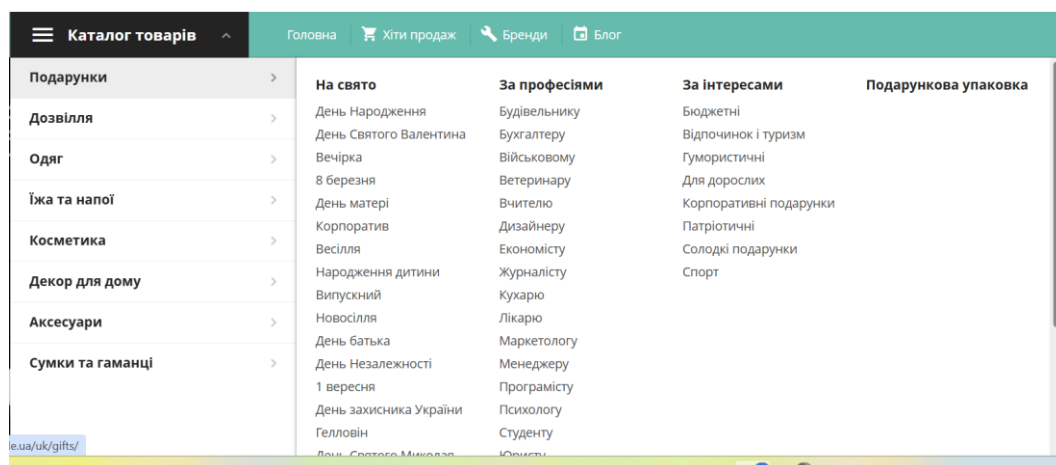 Каталог товарів
Головна
Хіти продаж
Бренди
Блог
Подарунки
Дозвілля
Одяг
Їжа та напої
Косметика
Декор для дому
Аксесуари
Сумки та гаманці
На свято
День Народження
День Святого Валентина
Вечірка
8 березня
День матері
Корпоратив
Весілля
Народження дитини
Випускний
Новосілля
День батька
День Незалежності
1 вересня
День захисника України
Гелловін
День Святого Миколая
За професіями
Будівельнику
Бухгалтеру
Військовому
Ветеринару
Вчителю
Дизайнеру
Економісту
Журналісту
Кухарю
Лікарю
Маркетологу
Менеджеру
Програмісту
Психологу
Студенту
Юристу
За інтересами
Бюджетні
Відпочинок і туризм
Гумористичні
Для дорослих
Корпоративні подарунки
Патріотичні
Солодкі подарунки
Спорт
Подарункова упаковка
e.ua/uk/gifts/